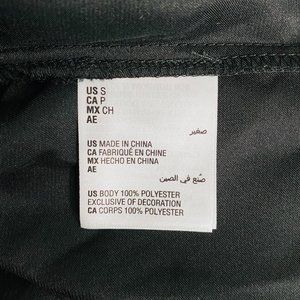 US S
CA P
MX CH
AE
صغير
US MADE IN CHINA
CA FABRIQUÉ EN CHINE
MX HECHO EN CHINA
AE
صُنع في الصين
US BODY 100% POLYESTER
EXCLUSIVE OF DECORATION
CA CORPS 100% POLYESTER